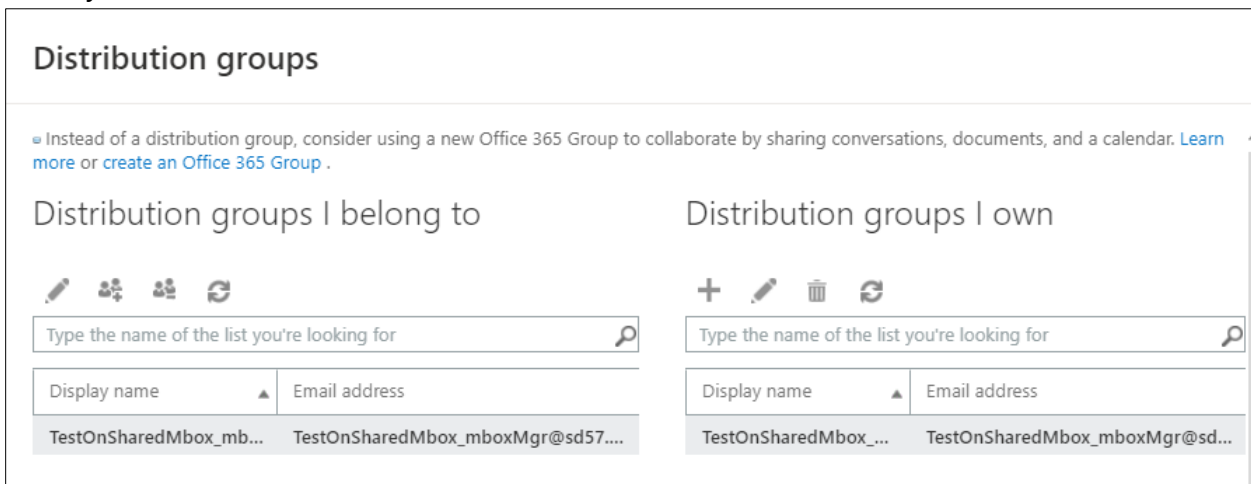 Distribution groups
Instead of a distribution group, consider using a new Office 365 Group to collaborate by sharing conversations, documents, and a calendar. Learn
more or create an Office 365 Group .
Distribution groups I belong to
Type the name of the list you're looking for
Display name Email address
TestOnSharedMbox_mb... TestOnSharedMbox_mboxMgr@sd57....
Distribution groups I own
Type the name of the list you're looking for
Display name Email address
TestOnSharedMbox_... TestOnSharedMbox_mboxMgr@sd...